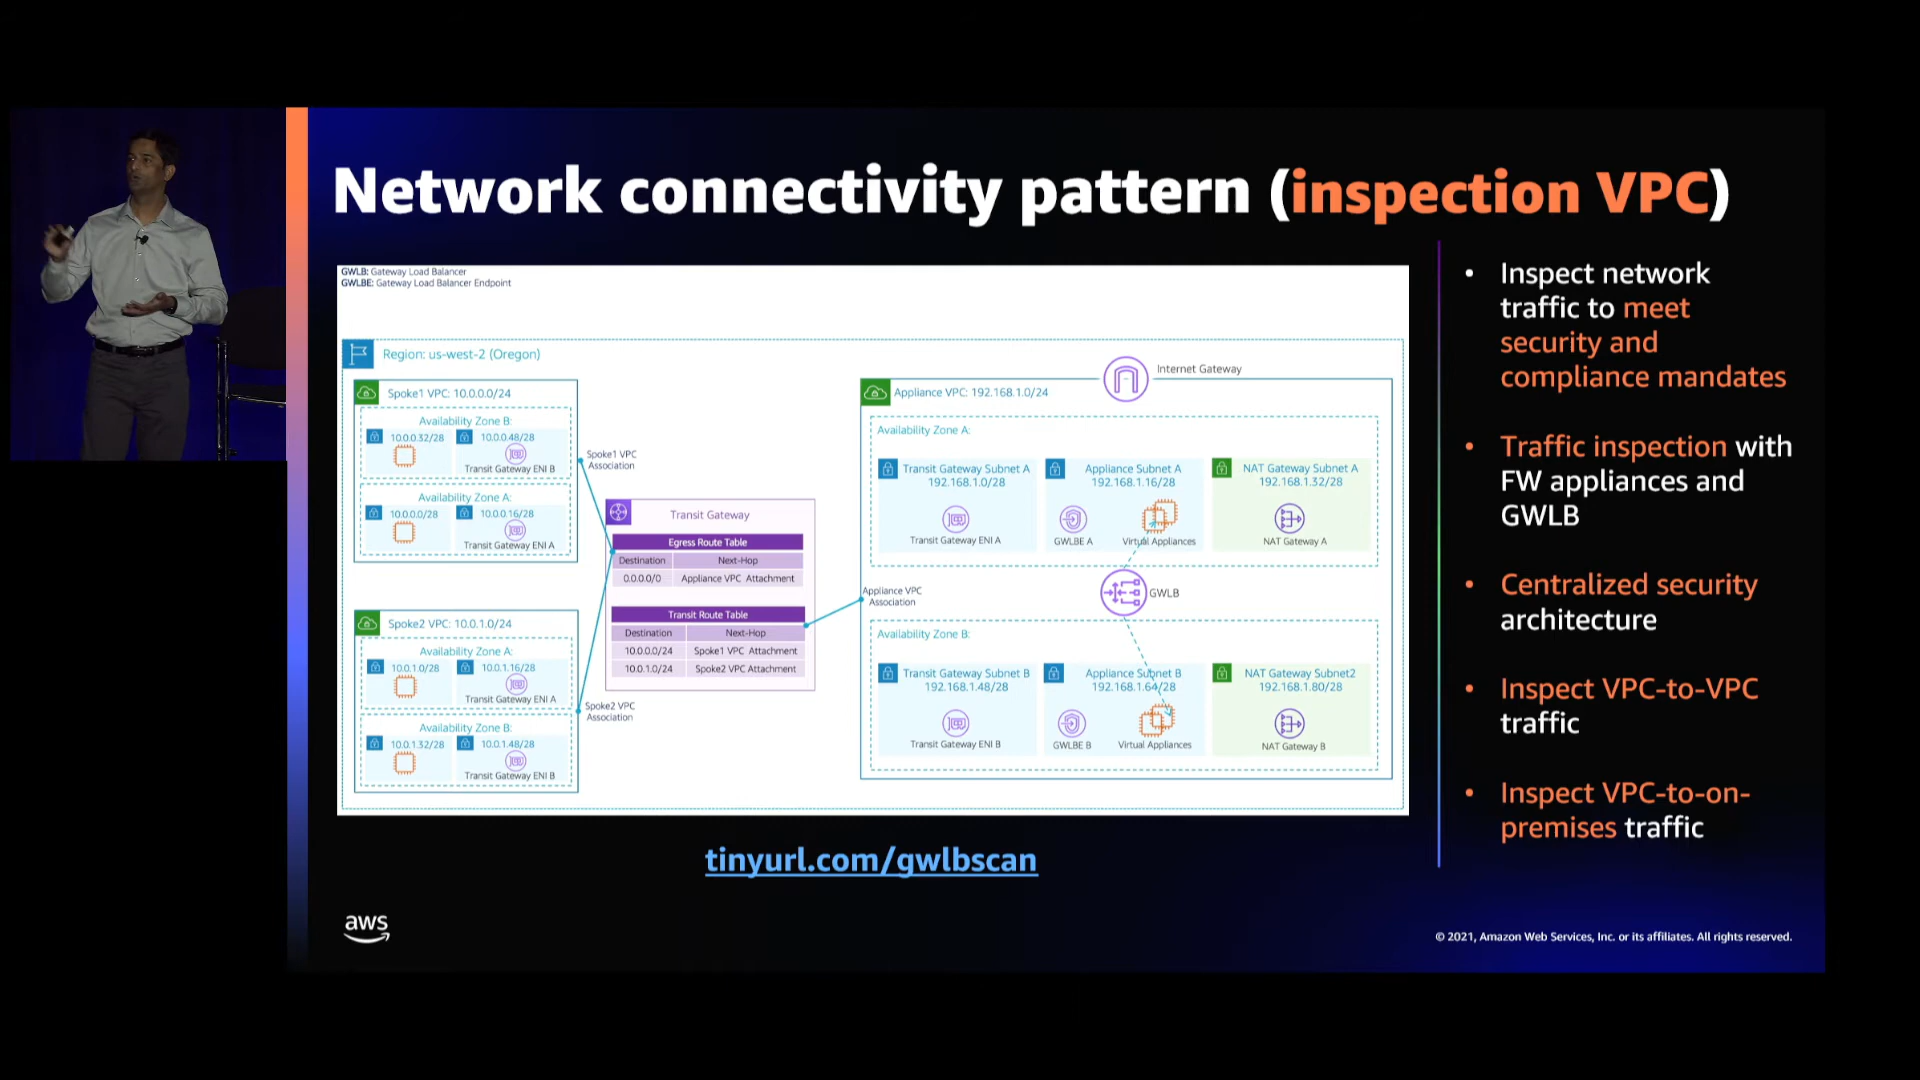 Network connectivity pattern (inspection VPC)
GWLB: Gateway Load Balancer
GWLBE: Gateway Load Balancer Endpoint
Region: us-west-2 (Oregon)
Spoke1 VPC: 10.0.0.0/24
Availability Zone B:
10.0.0.32/28
10.0.0.48/28
Transit Gateway ENI B
Availability Zone A:
10.0.0.0/28
10.0.0.16/28
Transit Gateway ENI A
Spoke1 VPC
Association
Spoke2 VPC: 10.0.1.0/24
Availability Zone A:
10.0.1.0/28
10.0.1.16/28
Transit Gateway ENI A
Availability Zone B:
10.0.1.32/28
10.0.1.48/28
Transit Gateway ENI B
Spoke2 VPC
Association
Transit Gateway
Egress Route Table
Destination Next-Hop
0.0.0.0/0 Appliance VPC Attachment
Transit Route Table
Destination Next-Hop
10.0.0.0/24 Spoke1 VPC Attachment
10.0.1.0/24 Spoke2 VPC Attachment
Appliance VPC
Association
Internet Gateway
Appliance VPC: 192.168.1.0/24
Availability Zone A:
Transit Gateway Subnet A
192.168.1.0/28
Transit Gateway ENI A
Appliance Subnet A
192.168.1.16/28
GWLBE A
Virtual Appliances
NAT Gateway Subnet A
192.168.1.32/28
NAT Gateway A
GWLB
Availability Zone B:
Transit Gateway Subnet B
192.168.1.48/28
Transit Gateway ENI B
Appliance Subnet B
192.168.1.64/28
GWLBE B
Virtual Appliances
NAT Gateway Subnet2
192.168.1.80/28
NAT Gateway B
• Inspect network
traffic to meet
security and
compliance mandates
• Traffic inspection with
FW appliances and
GWLB
• Centralized security
architecture
• Inspect VPC-to-VPC
traffic
• Inspect VPC-to-on-
premises traffic
tinyurl.com/gwlbscan
aws
© 2021, Amazon Web Services, Inc. or its affiliates. All rights reserved.